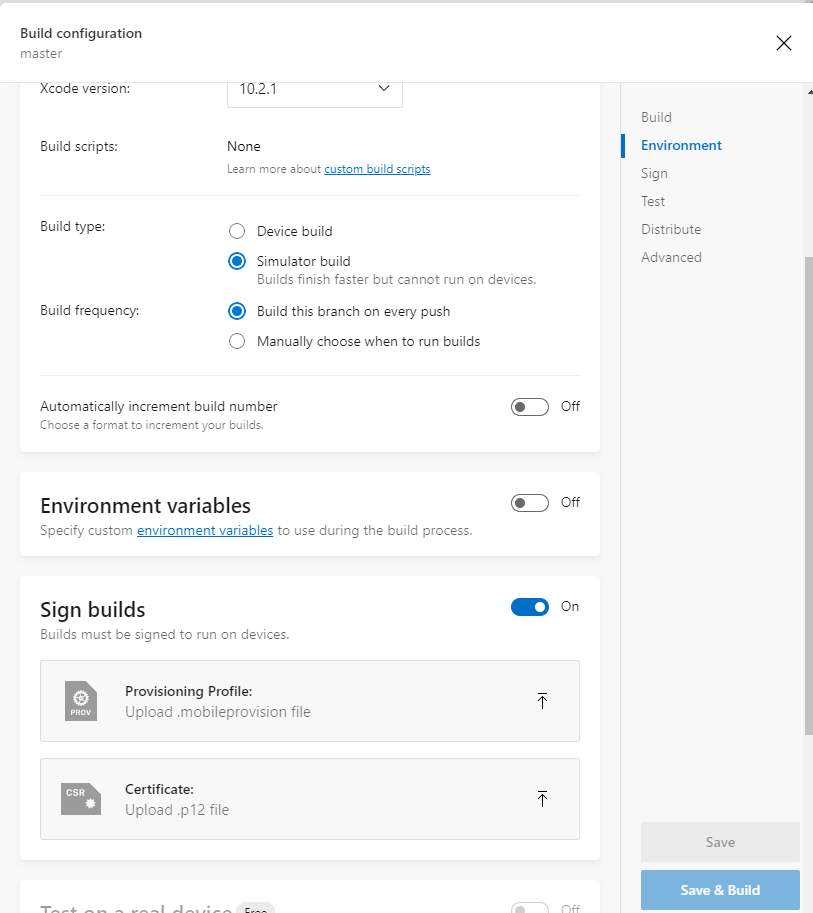 Build configuration
master
Xcode version:
10.2.1
Build scripts:
None
Learn more about custom build scripts
Build type:
Device build
Simulator build
Builds finish faster but cannot run on devices.
Build frequency:
Build this branch on every push
Manually choose when to run builds
Automatically increment build number
Off
Choose a format to increment your builds.
Environment variables
Off
Specify custom environment variables to use during the build process.
Sign builds
On
Builds must be signed to run on devices.
PROV
Provisioning Profile:
Upload .mobileprovision file
CSR
Certificate:
Upload .p12 file
Test on a real device Free
Off
Build
Environment
Sign
Test
Distribute
Advanced
Save
Save & Build